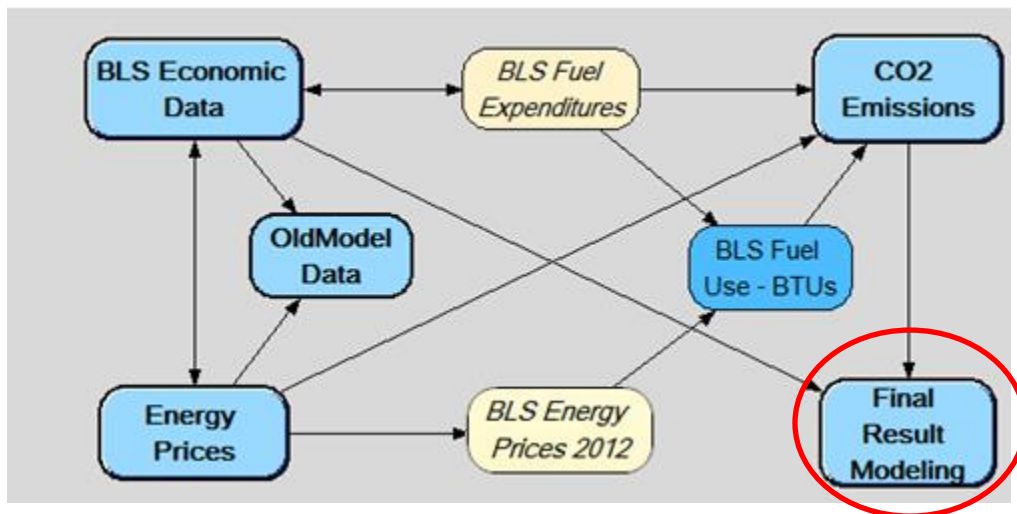 BLS Economic
Data
BLS Fuel
Expenditures
CO2
Emissions
OldModel
Data
BLS Fuel
Use - BTUs
Energy
Prices
BLS Energy
Prices 2012
Final
Result
Modeling